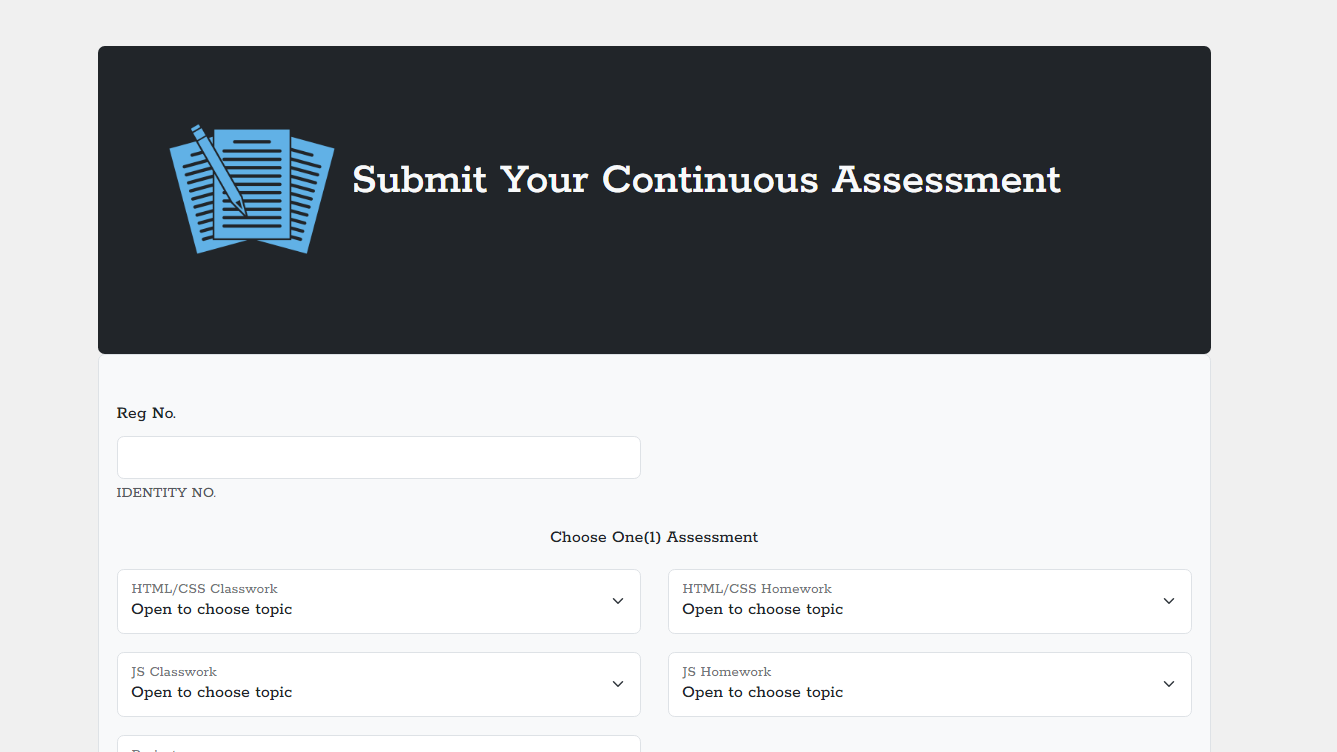 Submit Your Continuous Assessment
Reg No.
IDENTITY NO.
Choose One(1) Assessment
HTML/CSS Classwork
Open to choose topic
HTML/CSS Homework
Open to choose topic
JS Classwork
Open to choose topic
JS Homework
Open to choose topic